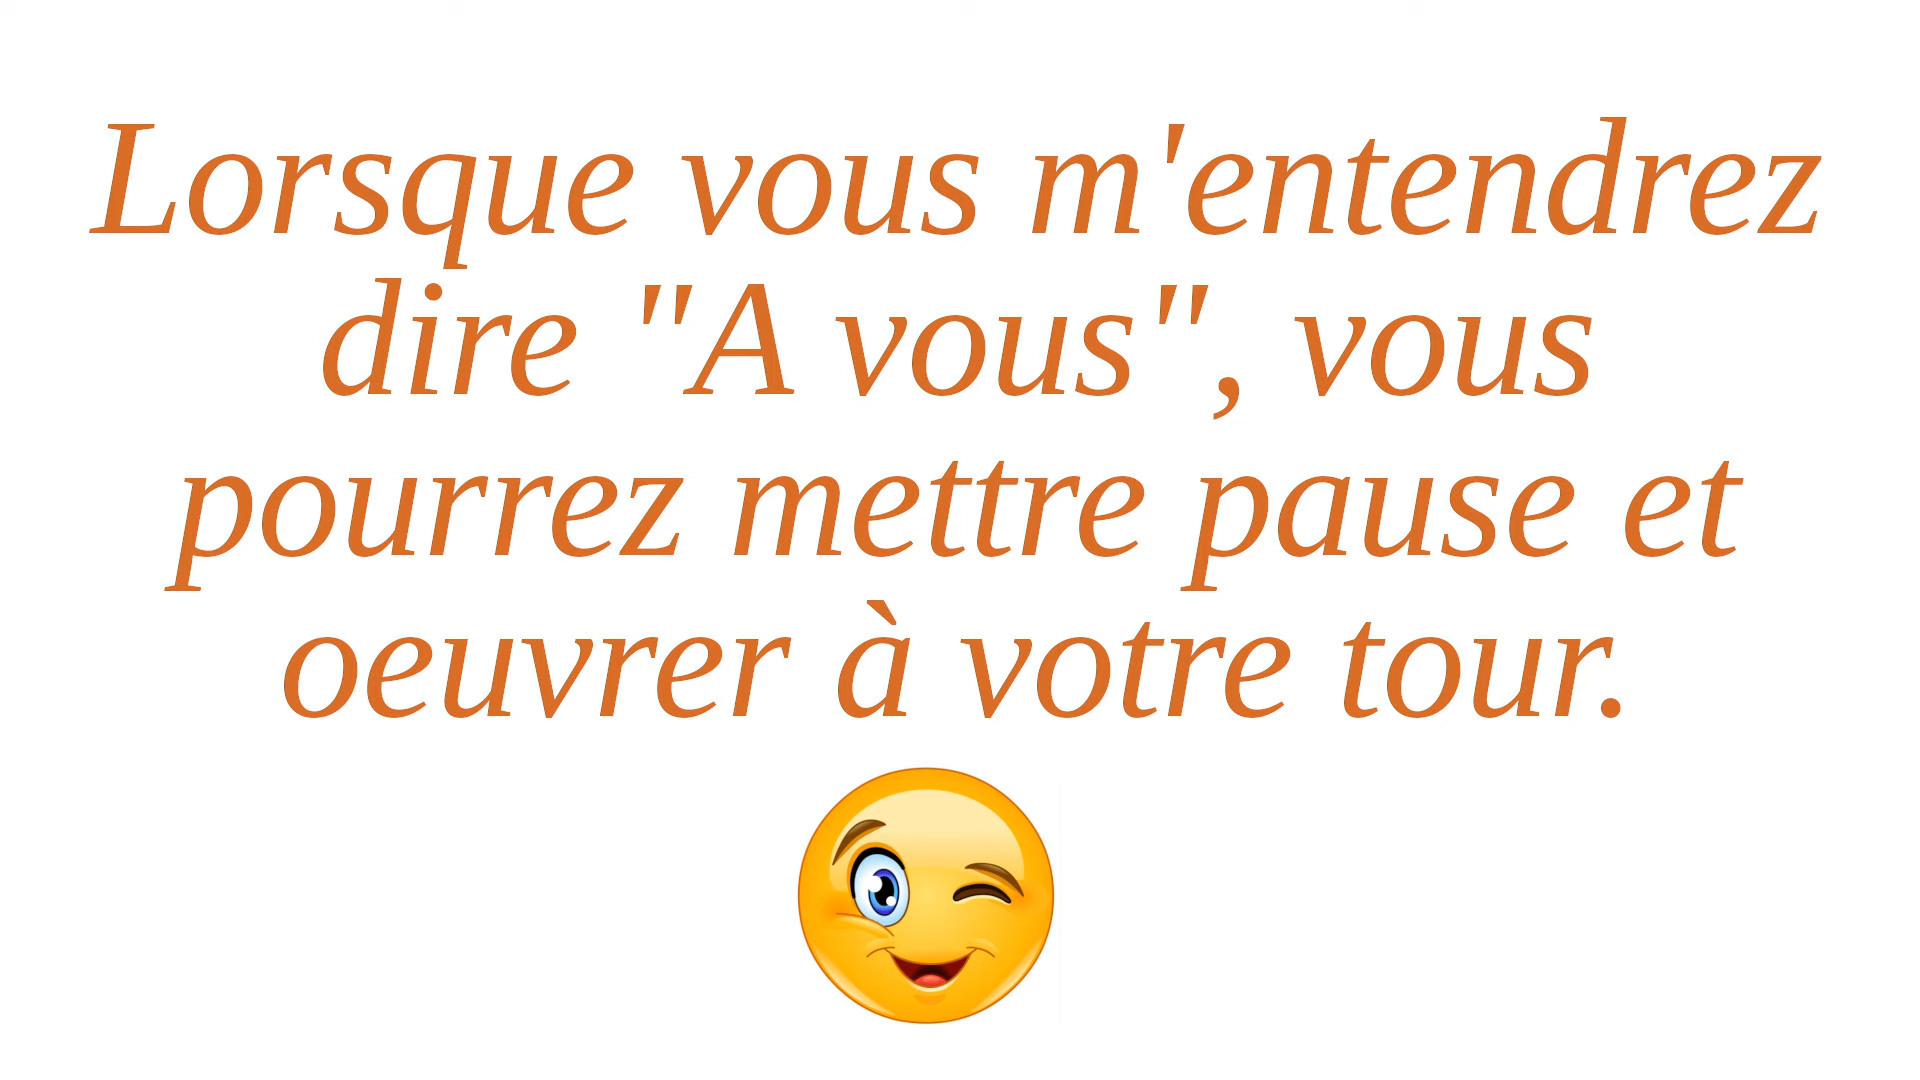 Lorsque vous m'entendrez
dire "A vous", vous
pourrez mettre pause et
oeuvrer à votre tour.